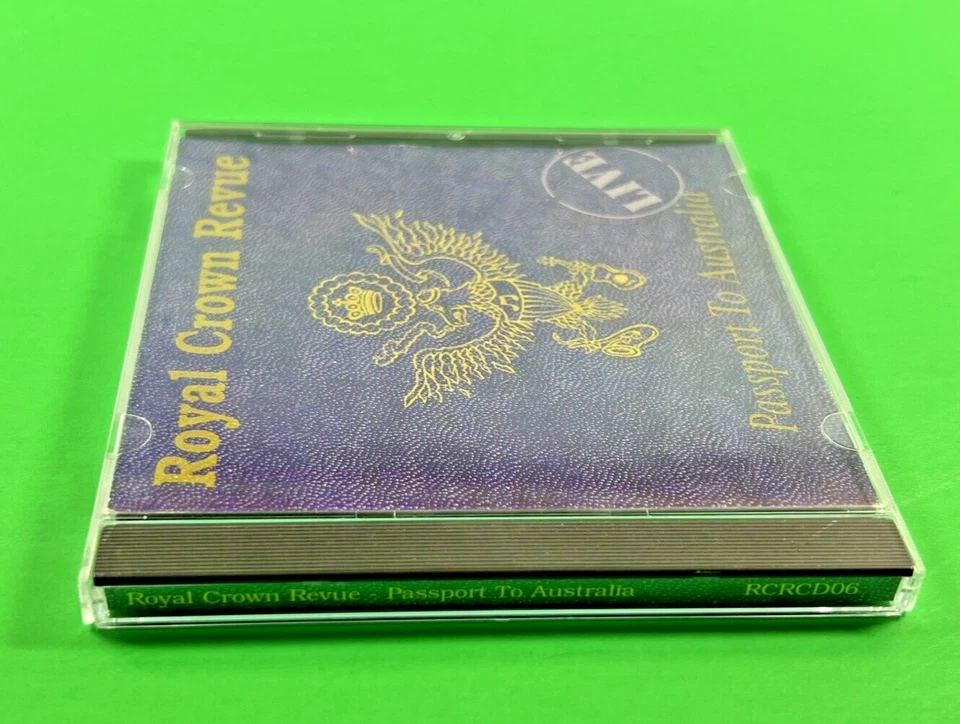 Royal Crown Revue
LIVE
Passport To Australia
Royal Crown Revue - Passport To Australia RCRCD06